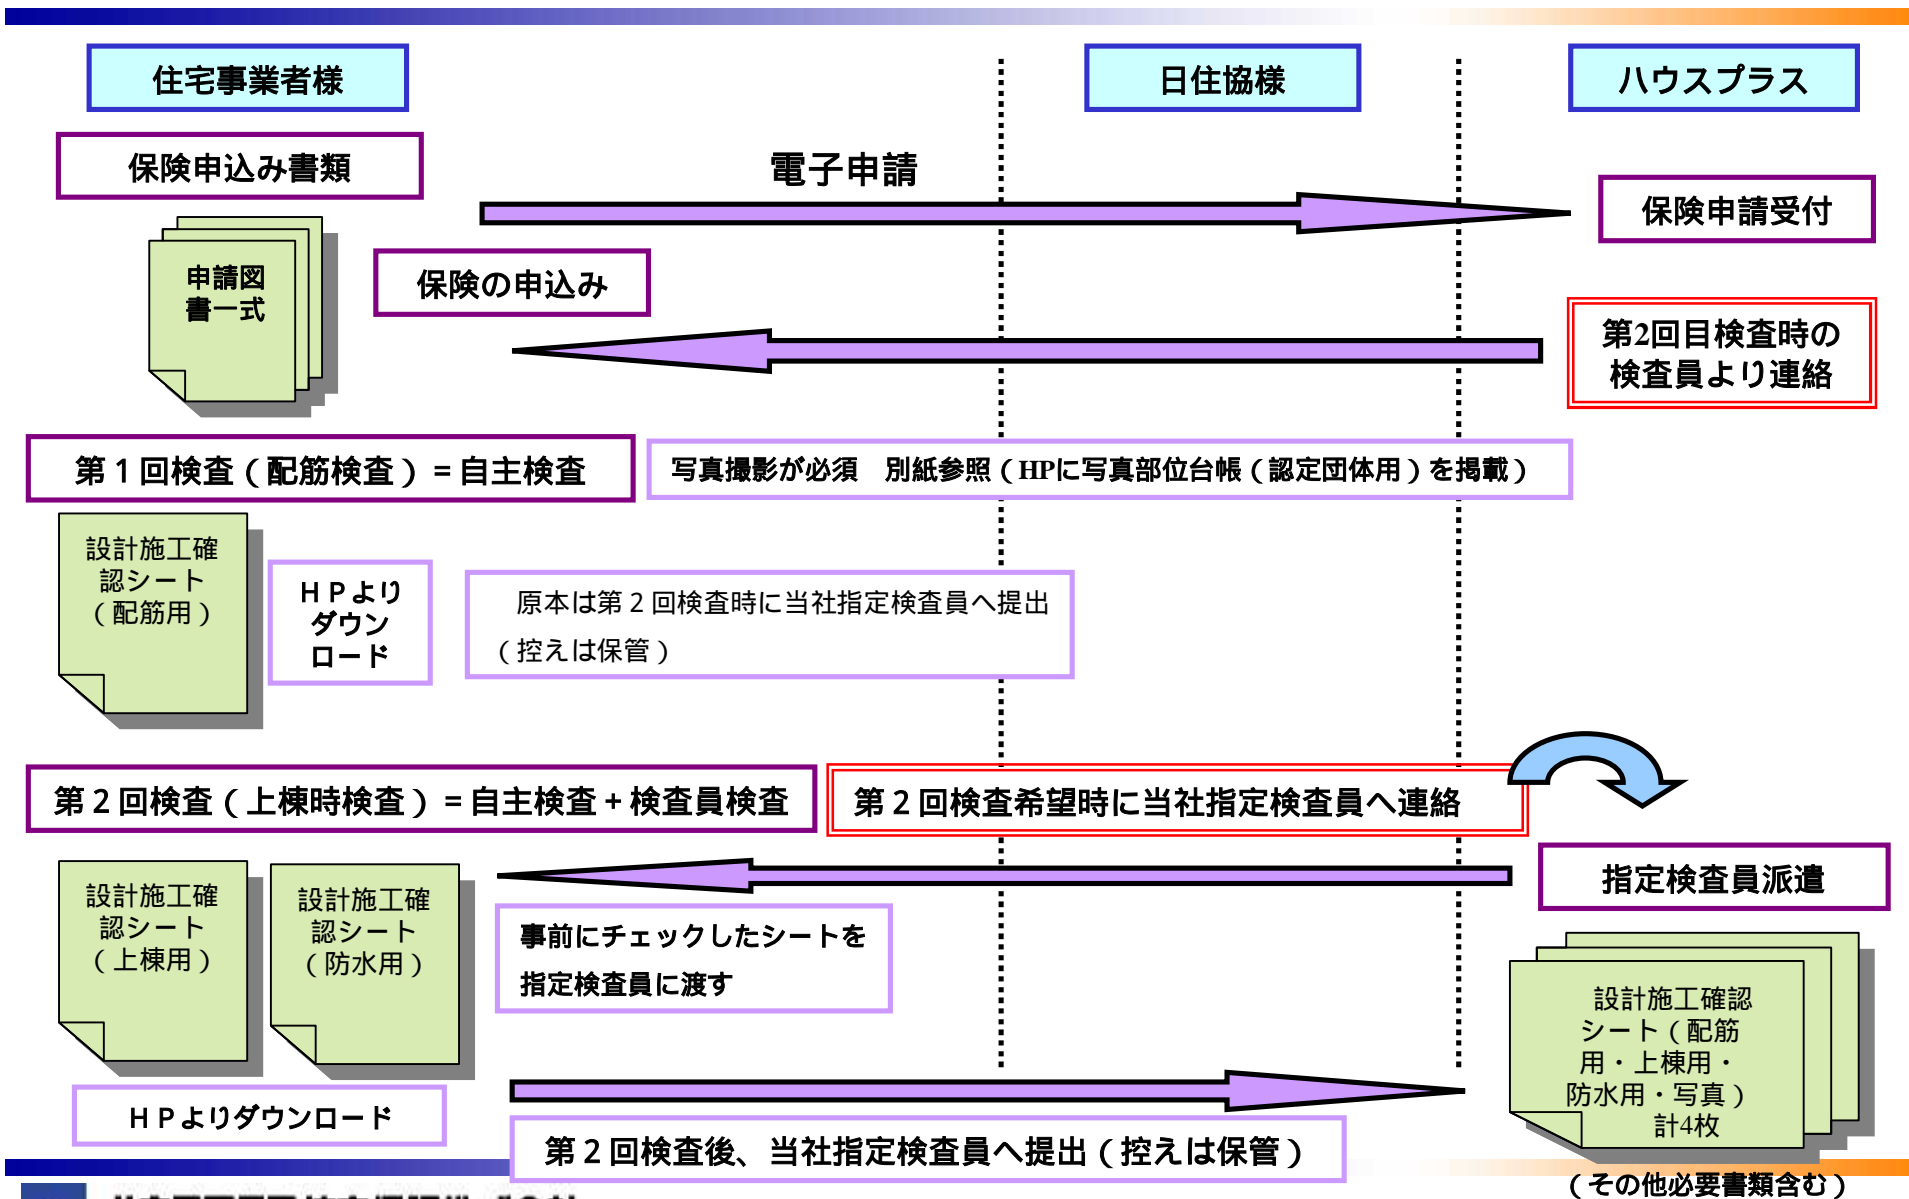 住宅事業者様
日住協様
ハウスプラス
保険申込み書類
電子申請
保険申請受付
申請図
書一式
保険の申込み
第2回目検査時の
検査員より連絡
第１回検査（配筋検査）=自主検査
写真撮影が必須　別紙参照（HPに写真部位台帳（認定団体用）を掲載）
設計施工確
認シート
（配筋用）
ＨＰより
ダウン
ロード
原本は第２回検査時に当社指定検査員へ提出
（控えは保管）
第２回検査（上棟時検査）=自主検査+検査員検査
第２回検査希望時に当社指定検査員へ連絡
指定検査員派遣
設計施工確
認シート
（上棟用）
設計施工確
認シート
（防水用）
事前にチェックしたシートを
指定検査員に渡す
設計施工確認
シート（配筋
用・上棟用・
防水用・写真）
計4枚
ＨＰよりダウンロード
第２回検査後、当社指定検査員へ提出（控えは保管）
（その他必要書類含む）